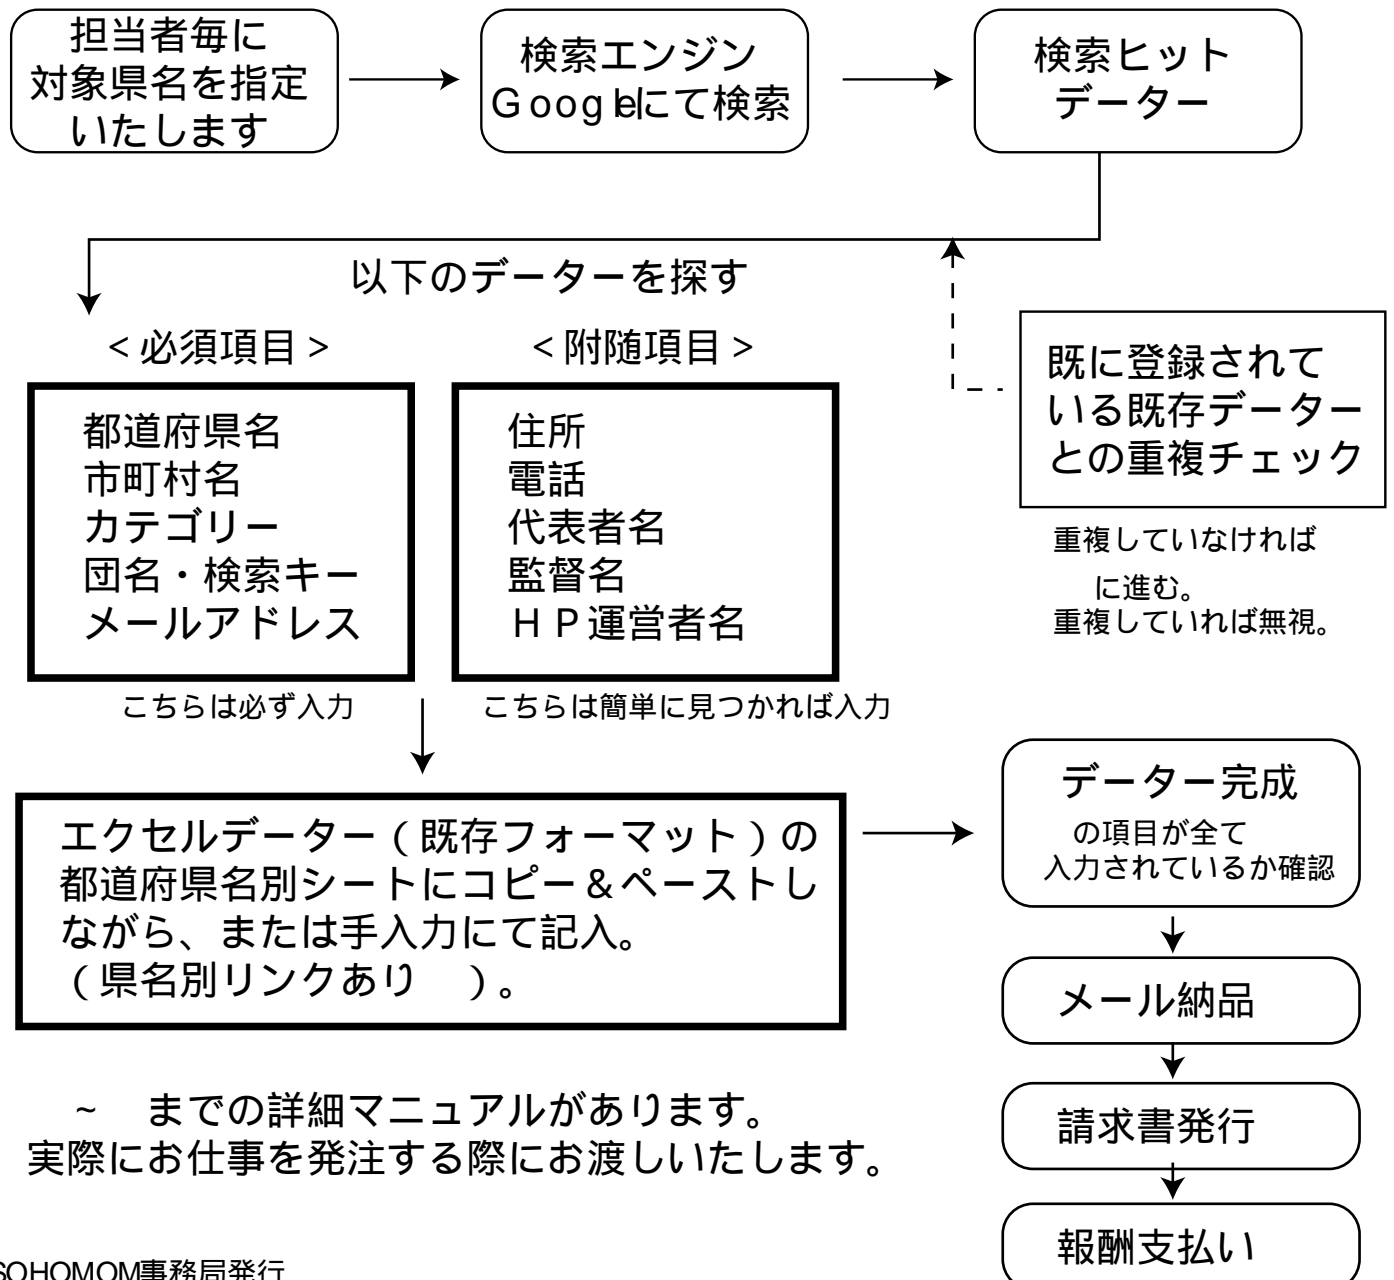 担当者毎に
対象県名を指定
いたします
検索エンジン
Googleにて検索
検索ヒット
データー
以下のデーターを探す
<必須項目>
都道府県名
市町村名
カテゴリー
団名・検索キー
メールアドレス
こちらは必ず入力
<附随項目>
住所
電話
代表者名
監督名
HP運営者名
こちらは簡単に見つかれば入力
既に登録されて
いる既存データー
との重複チェック
重複していなければ
に進む。
重複していれば無視。
エクセルデーター(既存フォーマット)の
都道府県名別シートにコピー&ペーストし
ながら、または手入力にて記入。
(県名別リンクあり　)。
データー完成
の項目が全て
入力されているか確認
メール納品
請求書発行
報酬支払い
~　までの詳細マニュアルがあります。
実際にお仕事を発注する際にお渡しいたします。
SOHOMOM事務局発行